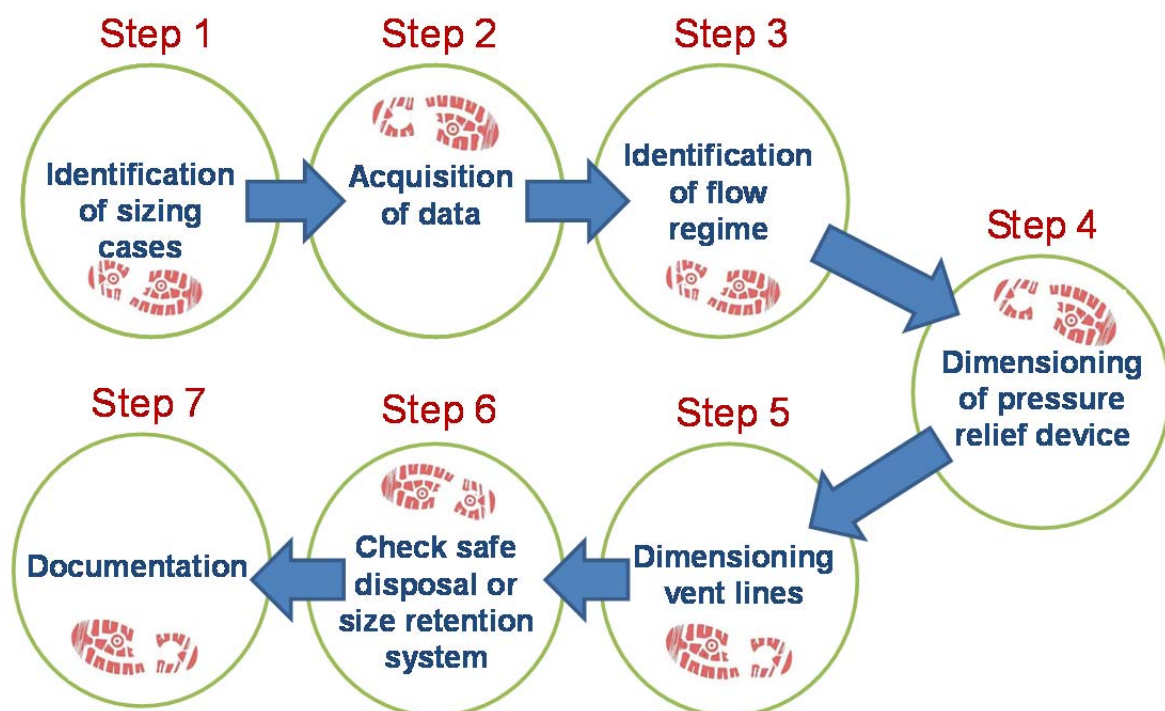 Step 1
Identification
of sizing
cases
Step 2
Acquisition
of data
Step 3
Identification
of flow
regime
Step 4
Dimensioning
of pressure
relief device
Step 5
Dimensioning
vent lines
Step 6
Check safe
disposal or
size retention
system
Step 7
Documentation